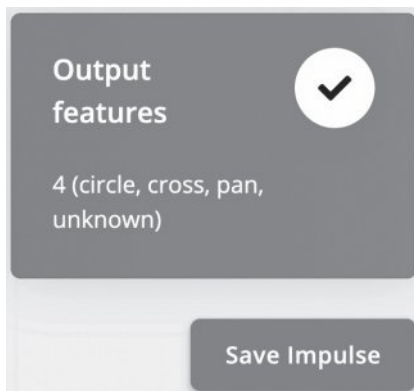 Output
features
4 (circle, cross, pan,
unknown)
Save Impulse